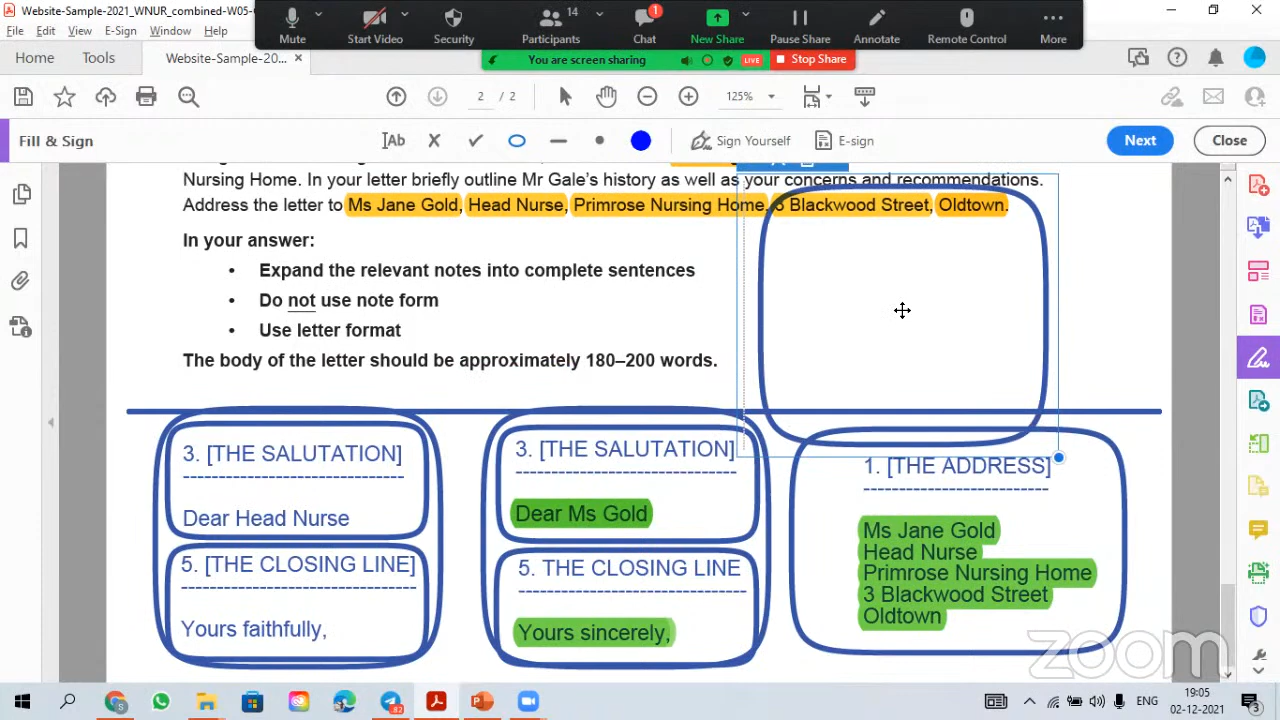 Website-Sample-2021_WNUR_combined-W05-
Mute
Start Video
Security
14
Participants
1
Chat
New Share
Pause Share
Annotate
Remote Control
More
File Edit View E-Sign Window Help
You are screen sharing
LIVE
Stop Share
Home
Tools
Website-Sample-20...
2 / 2
125%
Fill & Sign
Ab
Sign Yourself
E-sign
Next
Close
Nursing Home. In your letter briefly outline Mr Gale's history as well as your concerns and recommendations.
Address the letter to Ms Jane Gold, Head Nurse, Primrose Nursing Home, 3 Blackwood Street, Oldtown.
In your answer:
• Expand the relevant notes into complete sentences
• Do not use note form
• Use letter format
The body of the letter should be approximately 180–200 words.
3. [THE SALUTATION]
Dear Head Nurse
5. [THE CLOSING LINE]
Yours faithfully,
3. [THE SALUTATION]
Dear Ms Gold
5. THE CLOSING LINE
Yours sincerely,
1. [THE ADDRESS]
Ms Jane Gold
Head Nurse
Primrose Nursing Home
3 Blackwood Street
Oldtown
zoom
82
ENG
19:05
02-12-2021
3